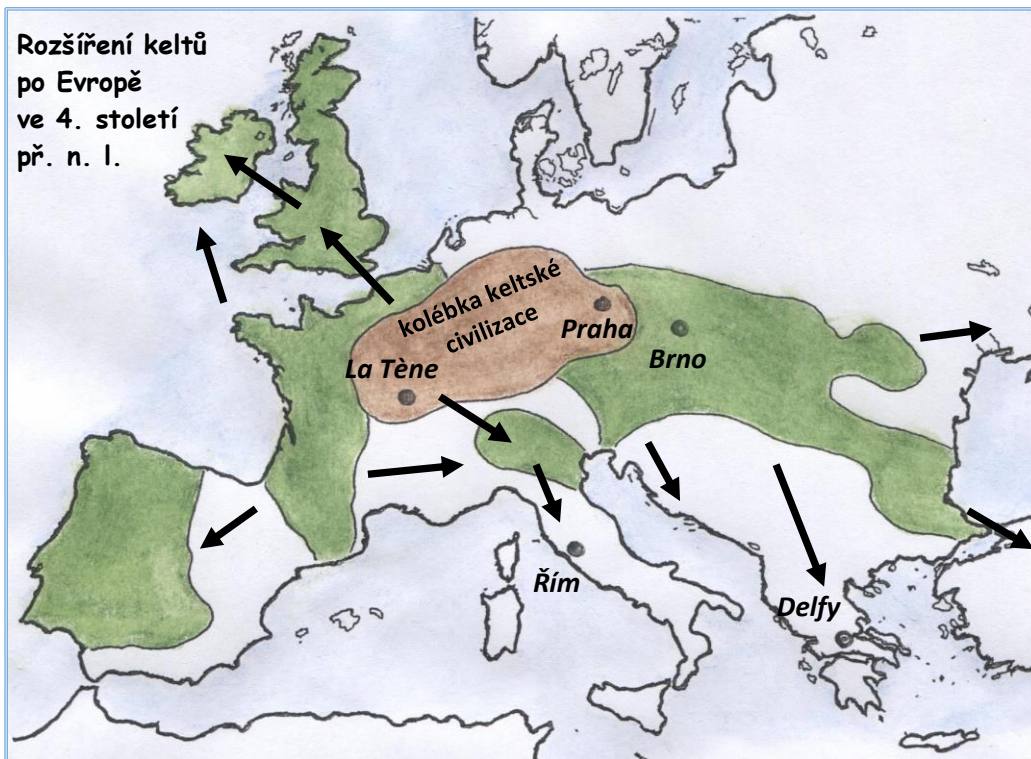 Rozšíření keltů
po Evropě
ve 4. století
př. n. l.
kolébka keltské
civilizace
Praha
La Tène
Brno
Řím
Delfy